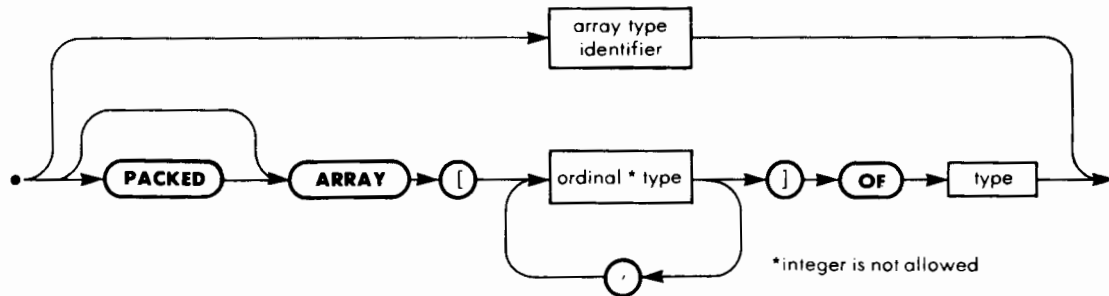 array type
identifier
PACKED ARRAY [ ordinal * type ] OF type
,
*integer is not allowed